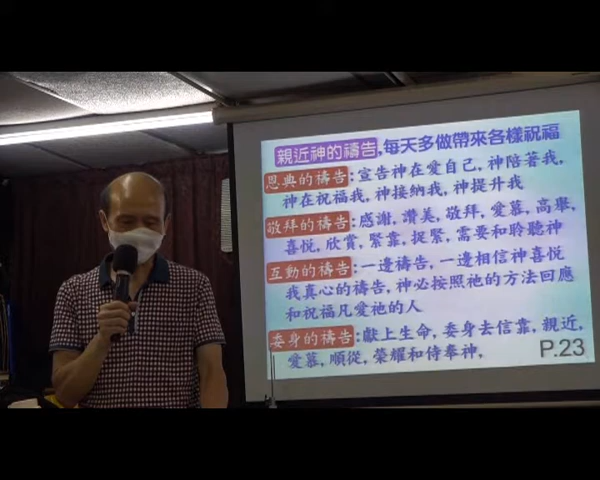 親近神的禱告,每天多做帶來各樣祝福
恩典的禱告:宣告神在愛自己,神陪著我,
神在祝福我,神接納我,神提升我
敬拜的禱告:感謝,讚美,敬拜,愛慕,高舉,
喜悅,欣賞,緊靠,捉緊,需要和聆聽神
互動的禱告:一邊禱告,一邊相信神喜悅
我真心的禱告,神必按照祂的方法回應
和祝福凡愛祂的人
委身的禱告:獻上生命,委身去信靠,親近,
愛慕,順從,榮耀和侍奉神,
P.23